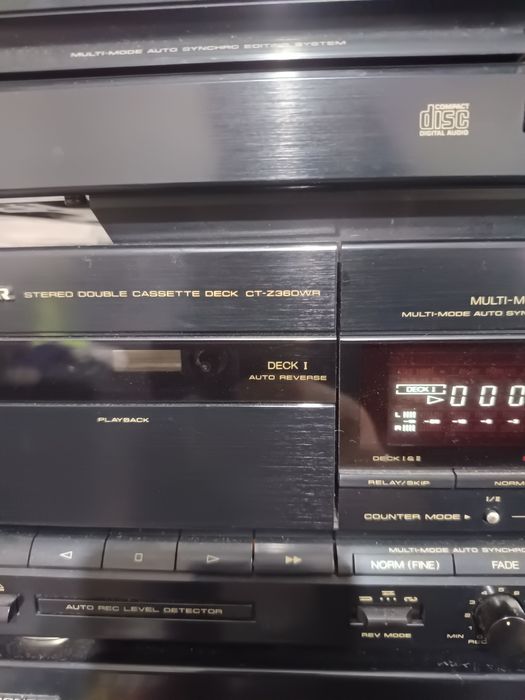 MULTI-MODE AUTO SYNCHRO EDITING SYSTEM
COMPACT
disc
DIGITAL AUDIO
R STEREO DOUBLE CASSETTE DECK CT-Z360WR
MULTI-M
MULTI-MODE AUTO SYN
DECK I
AUTO REVERSE
DECK I
000
L
R
PLAYBACK
DECK I & II
RELAY/SKIP
NORM
I/II
COUNTER MODE
MULTI-MODE AUTO SYNCHRO
NORM (FINE)
FADE
AUTO REC LEVEL DETECTOR
REV MODE
MIN
REC